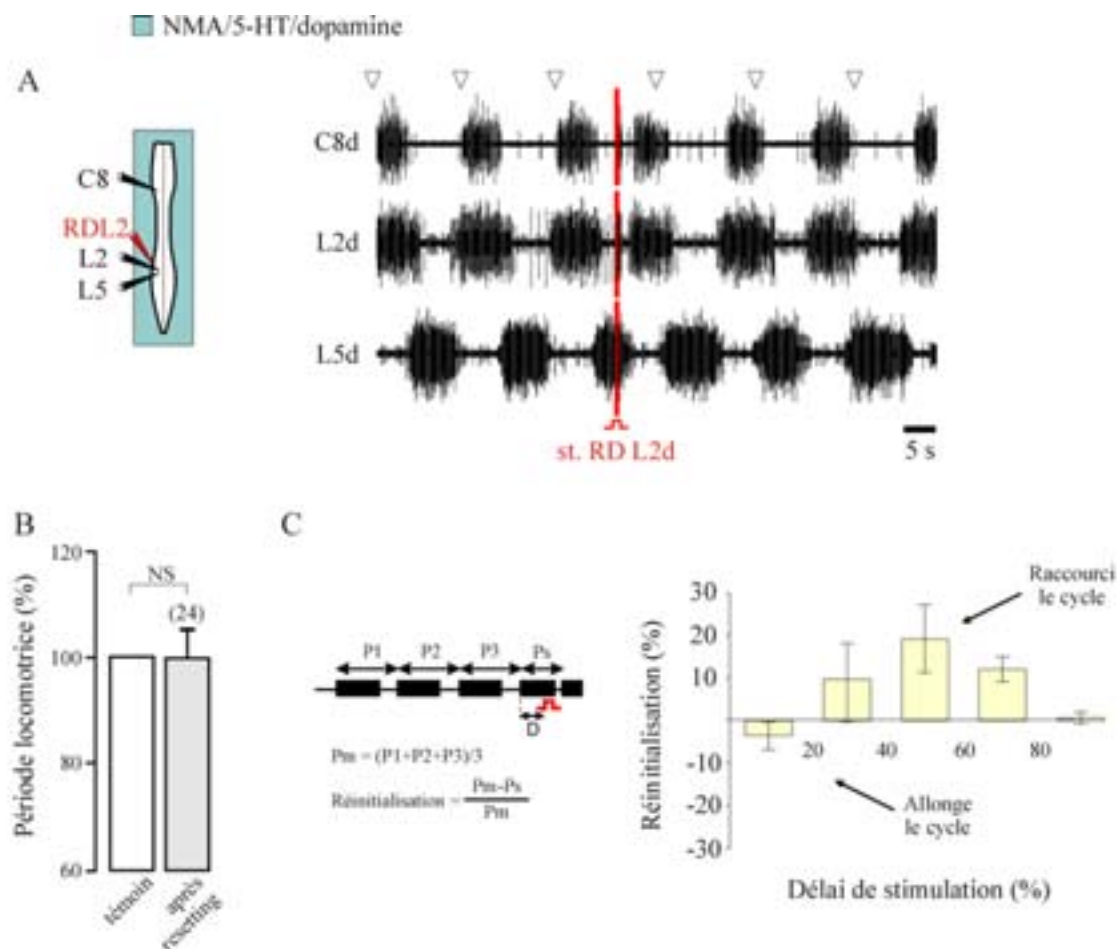 NMA/5-HT/dopamine
A
C8
RDL2
L2
L5
C8d
L2d
L5d
st. RD L2d
5 s
B
Période locomotrice (%)
120
100
80
60
NS
(24)
témoin
après
resetting
C
P1 P2 P3 Ps
D
Pm = (P1+P2+P3)/3
Réinitialisation = Pm-Ps
Pm
Réinitialisation (%)
30
20
10
-10
-20
-30
20 40 60 80
Raccourci
le cycle
Allonge
le cycle
Délai de stimulation (%)